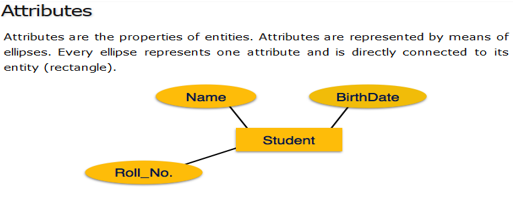 Attributes
Attributes are the properties of entities. Attributes are represented by means of
ellipses. Every ellipse represents one attribute and is directly connected to its
entity (rectangle).
Name
BirthDate
Student
Roll_No.